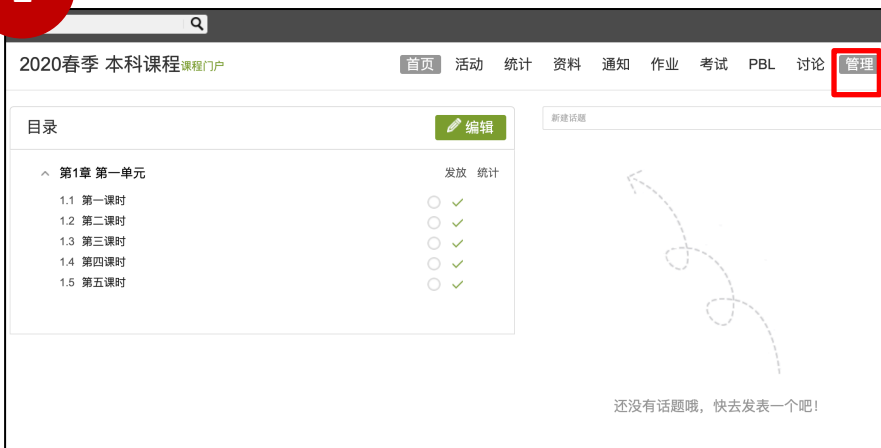 2020春季 本科课程 课程门户
首页 活动 统计 资料 通知 作业 考试 PBL 讨论 管理
目录
编辑
新建话题
第1章 第一单元 发放 统计
1.1 第一课时
1.2 第二课时
1.3 第三课时
1.4 第四课时
1.5 第五课时
还没有话题哦，快去发表一个吧！